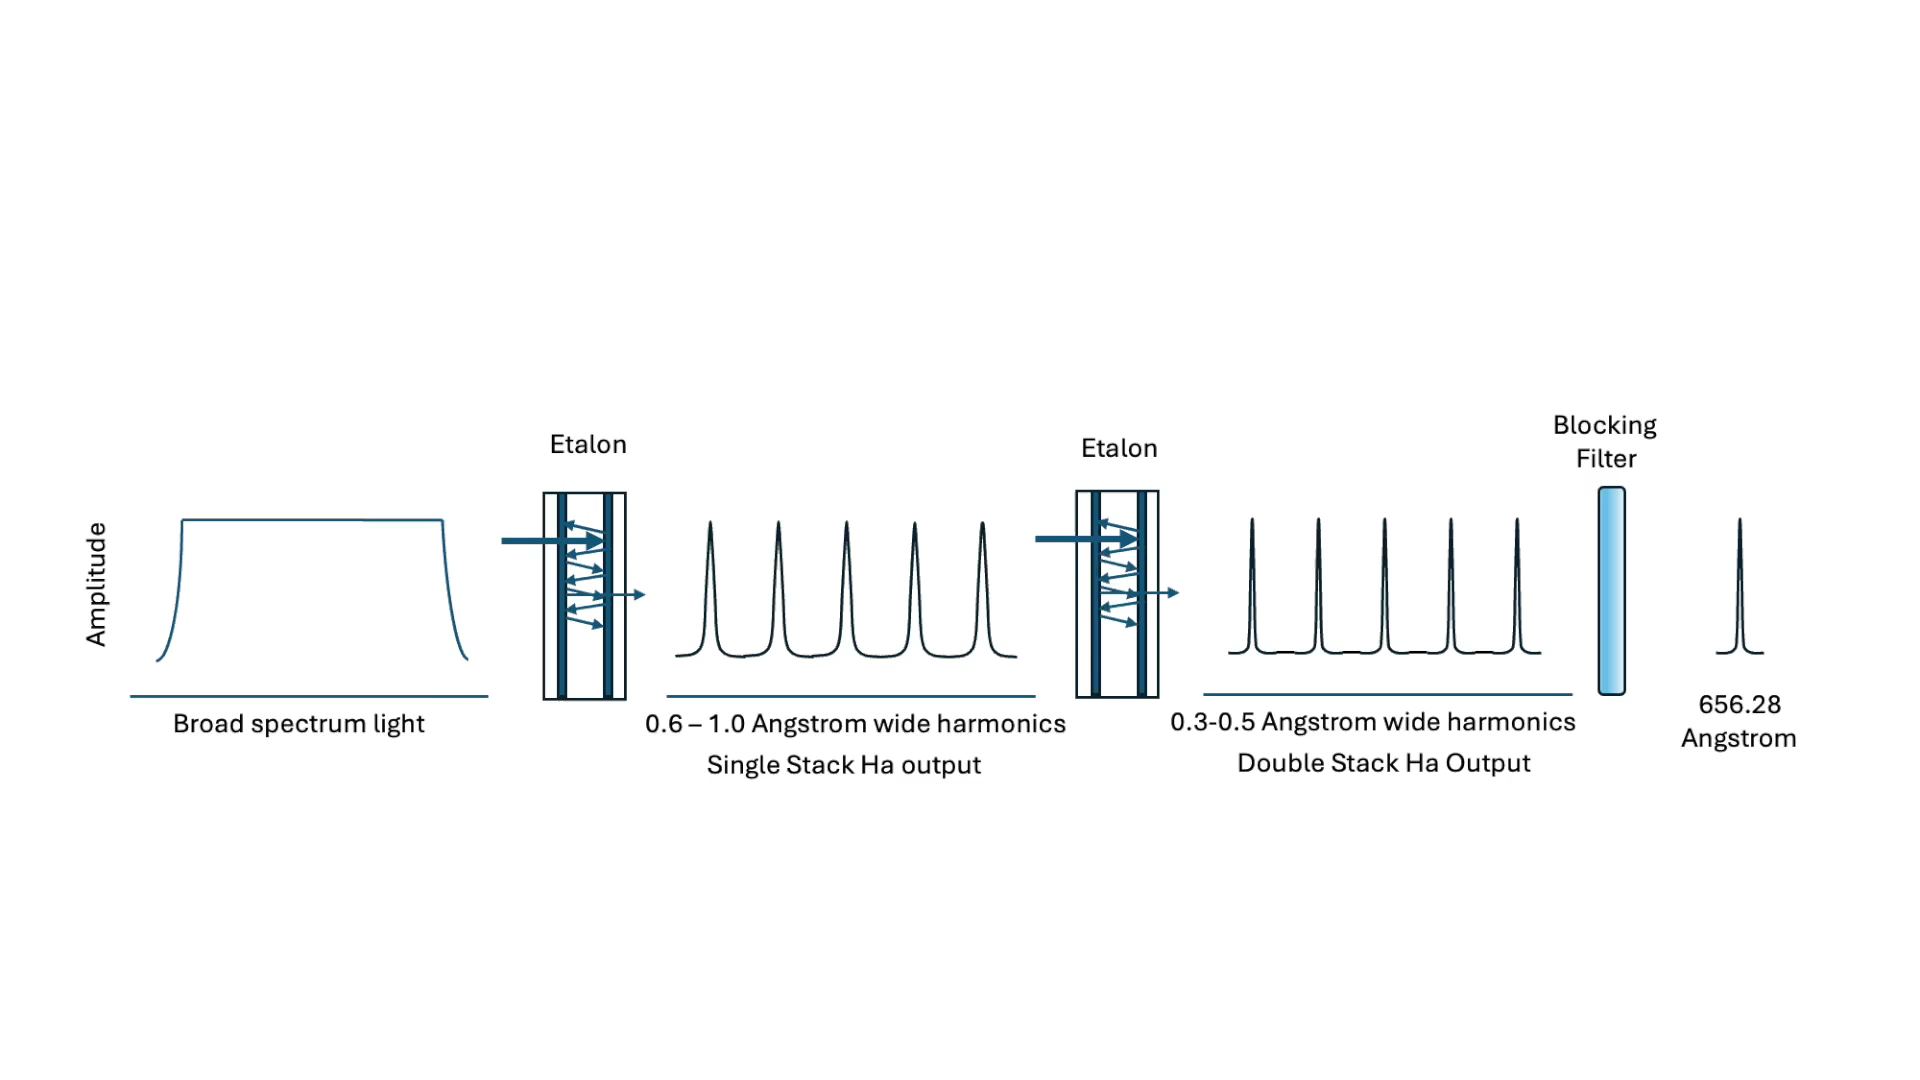 Amplitude
Broad spectrum light
Etalon
0.6 – 1.0 Angstrom wide harmonics
Single Stack Ha output
Etalon
0.3-0.5 Angstrom wide harmonics
Double Stack Ha Output
Blocking
Filter
656.28
Angstrom